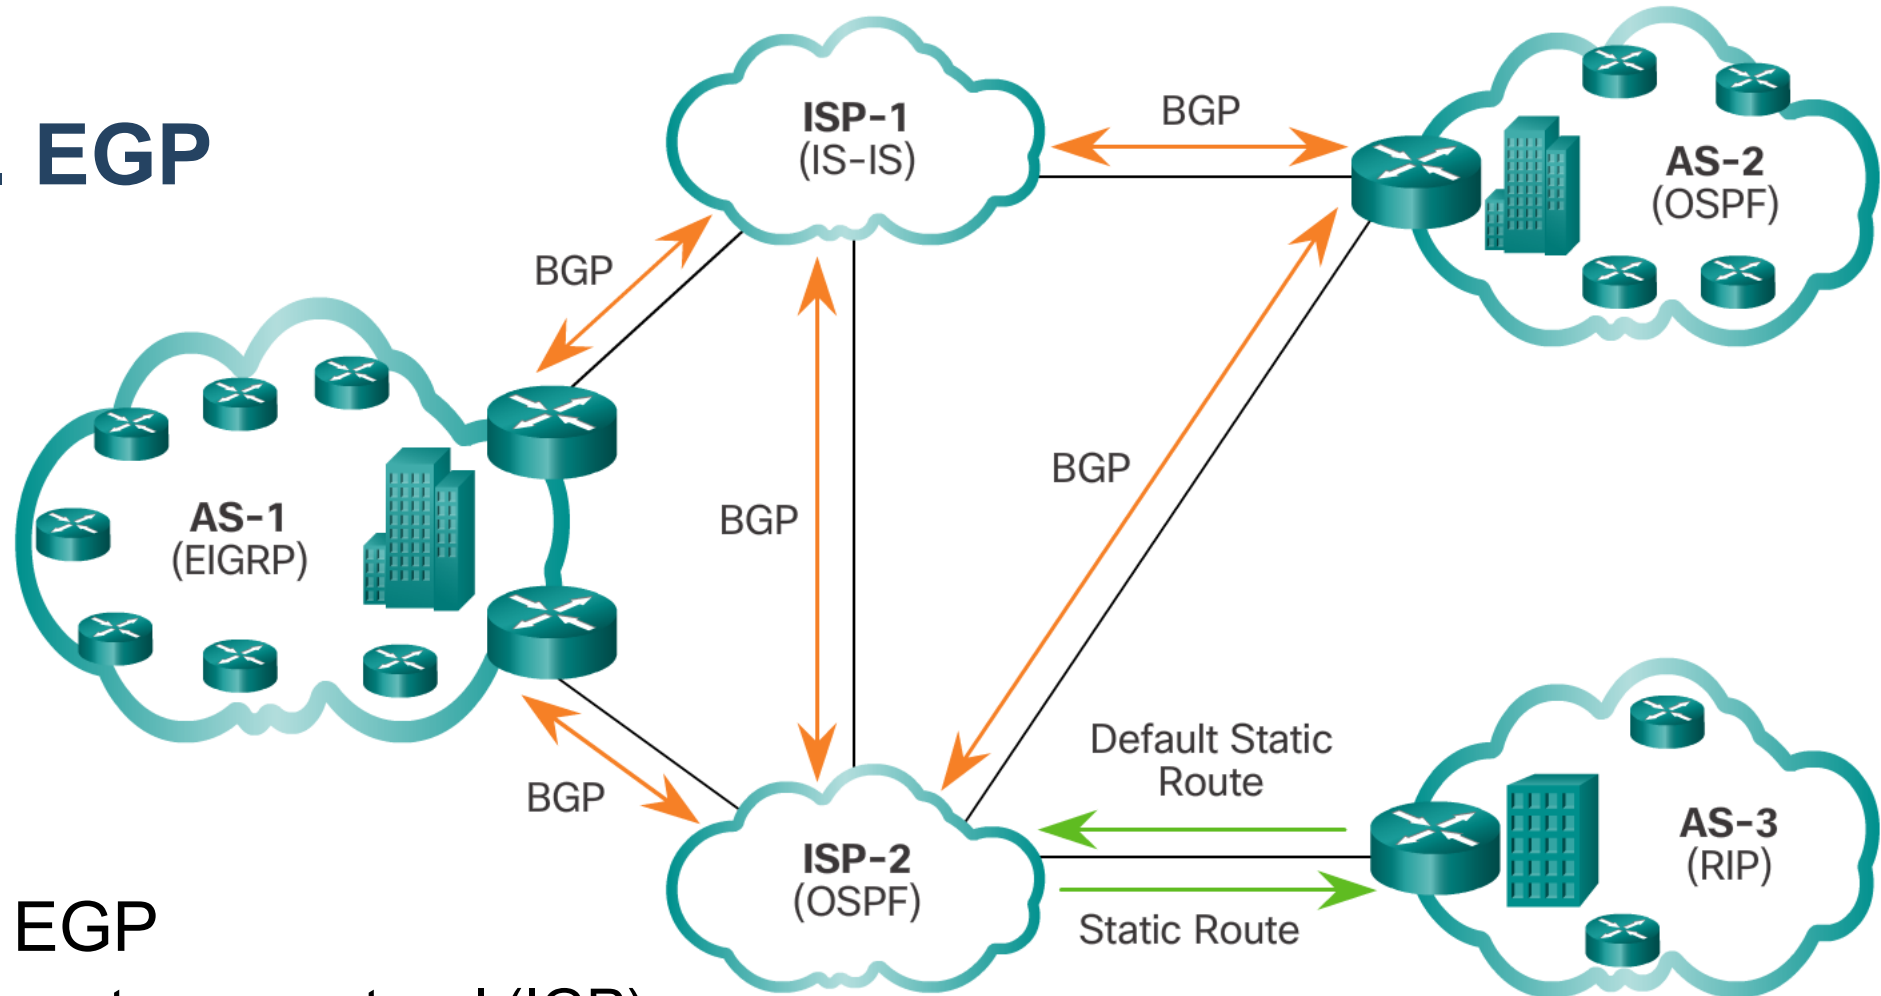 . EGP
ISP-1
(IS-IS)
BGP
AS-2
(OSPF)
BGP
AS-1
(EIGRP)
BGP
BGP
BGP
ISP-2
(OSPF)
Default Static
Route
Static Route
AS-3
(RIP)
EGP
(IGP)